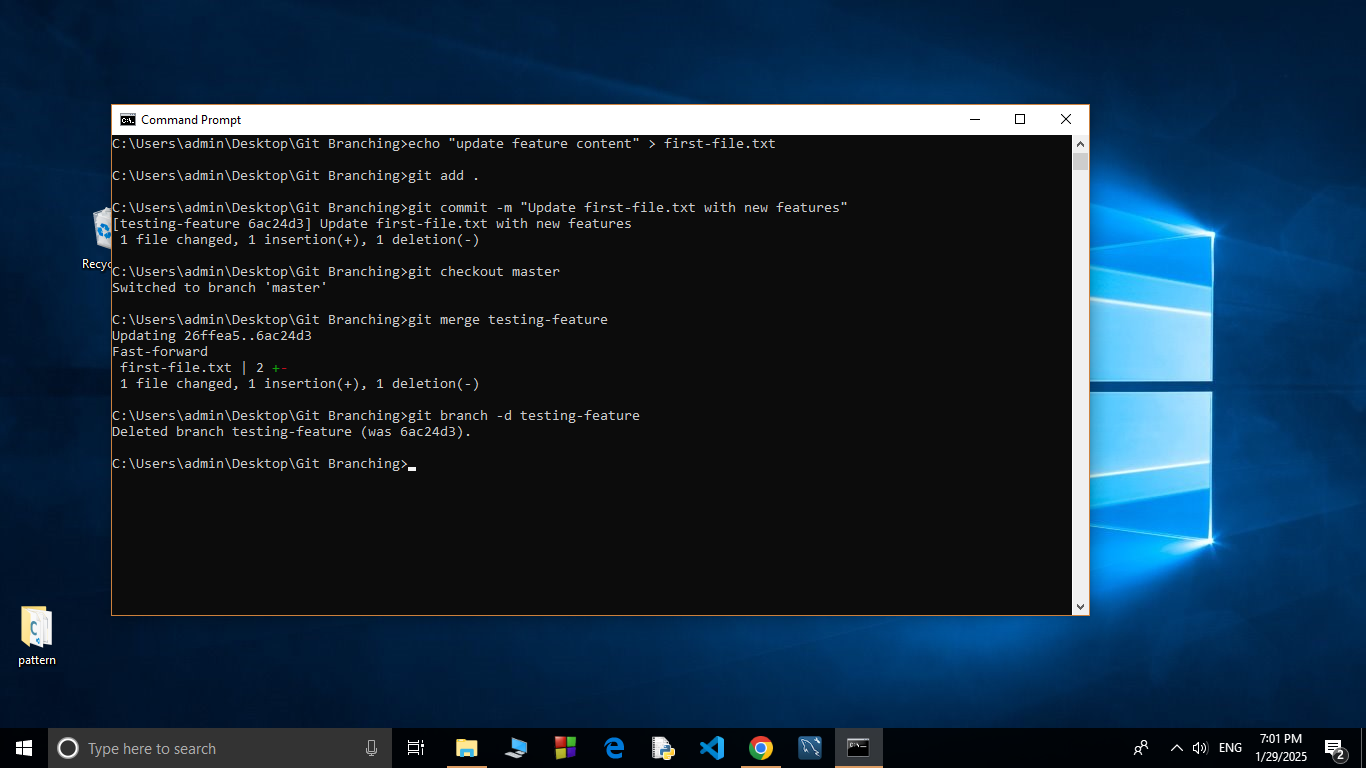 Command Prompt
C:\Users\admin\Desktop\Git Branching>echo "update feature content" > first-file.txt
C:\Users\admin\Desktop\Git Branching>git add .
C:\Users\admin\Desktop\Git Branching>git commit -m "Update first-file.txt with new features"
[testing-feature 6ac24d3] Update first-file.txt with new features
1 file changed, 1 insertion(+), 1 deletion(-)
C:\Users\admin\Desktop\Git Branching>git checkout master
Switched to branch 'master'
C:\Users\admin\Desktop\Git Branching>git merge testing-feature
Updating 26ffea5..6ac24d3
Fast-forward
first-file.txt | 2 +-
1 file changed, 1 insertion(+), 1 deletion(-)
C:\Users\admin\Desktop\Git Branching>git branch -d testing-feature
Deleted branch testing-feature (was 6ac24d3).
C:\Users\admin\Desktop\Git Branching>
Recyc
pattern
Type here to search
ENG
7:01 PM
1/29/2025
2